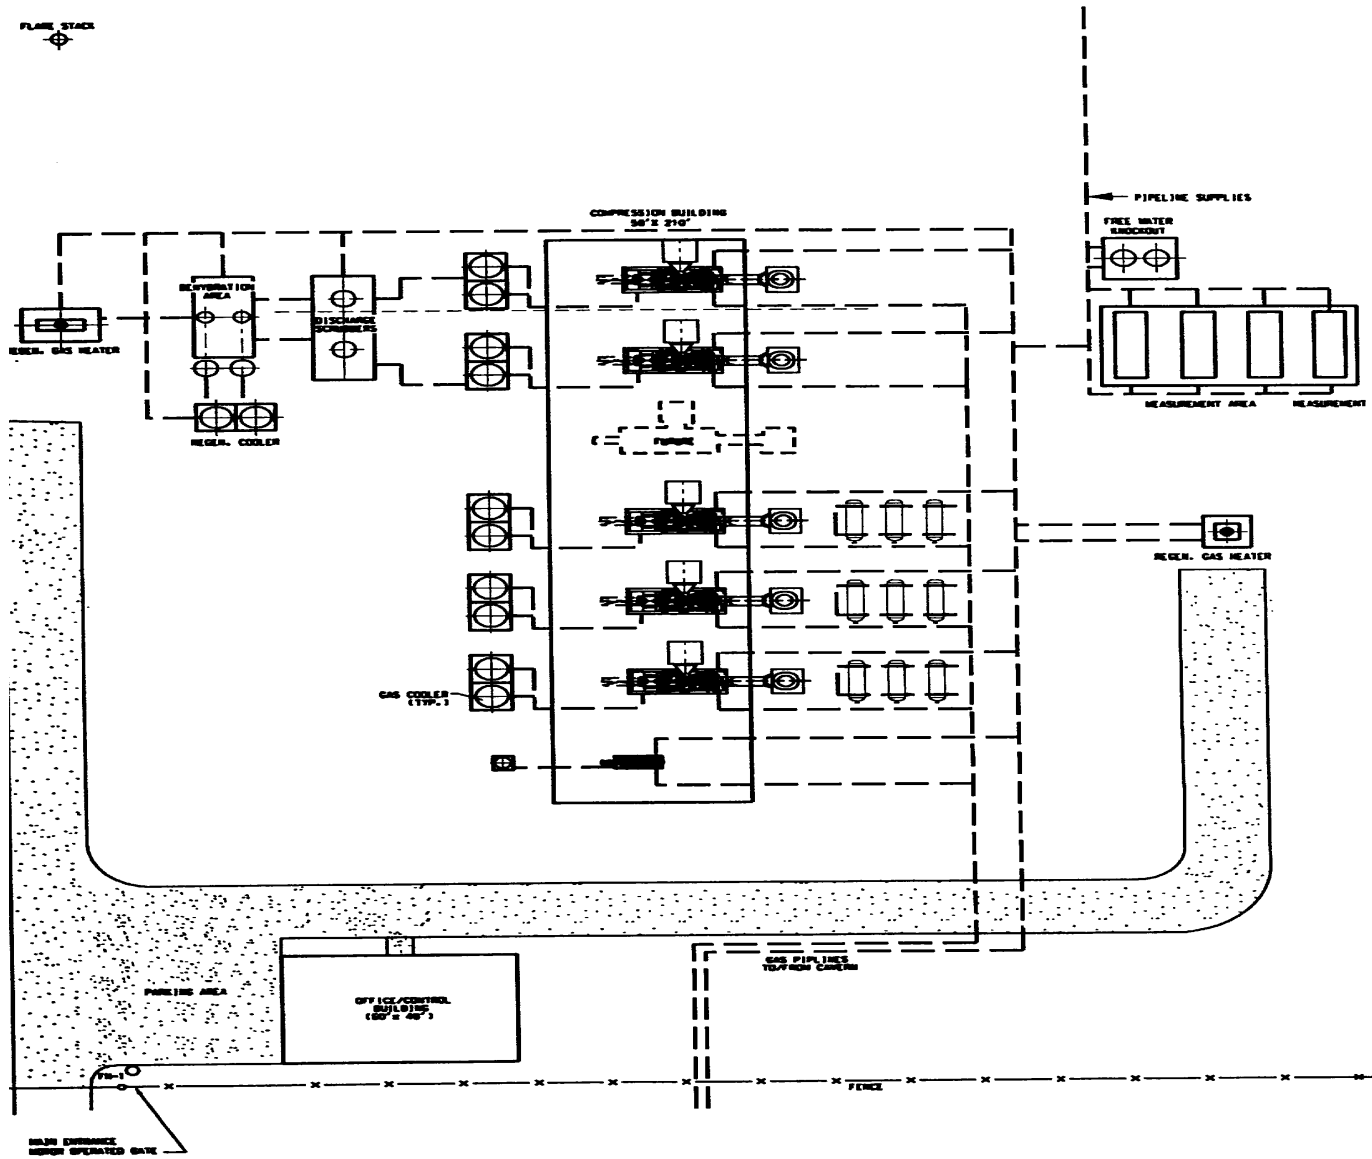 FLARE STACK
PIPELINE SUPPLIES
COMPRESSION BUILDING
50' X 210'
FREE WATER
KNOCKOUT
DEHYDRATION
AREA
DISCHARGE
SCRUBBERS
REGEN. GAS HEATER
MEASUREMENT AREA
MEASUREMENT
REGEN. COOLER
FUTURE
REGEN. GAS HEATER
GAS COOLER
(TYP.)
GAS PIPLINES
TO/FROM CAVERN
PARKING AREA
OFFICE/CONTROL
BUILDING
FENCE
MAIN ENTRANCE
MOTOR OPERATED GATE